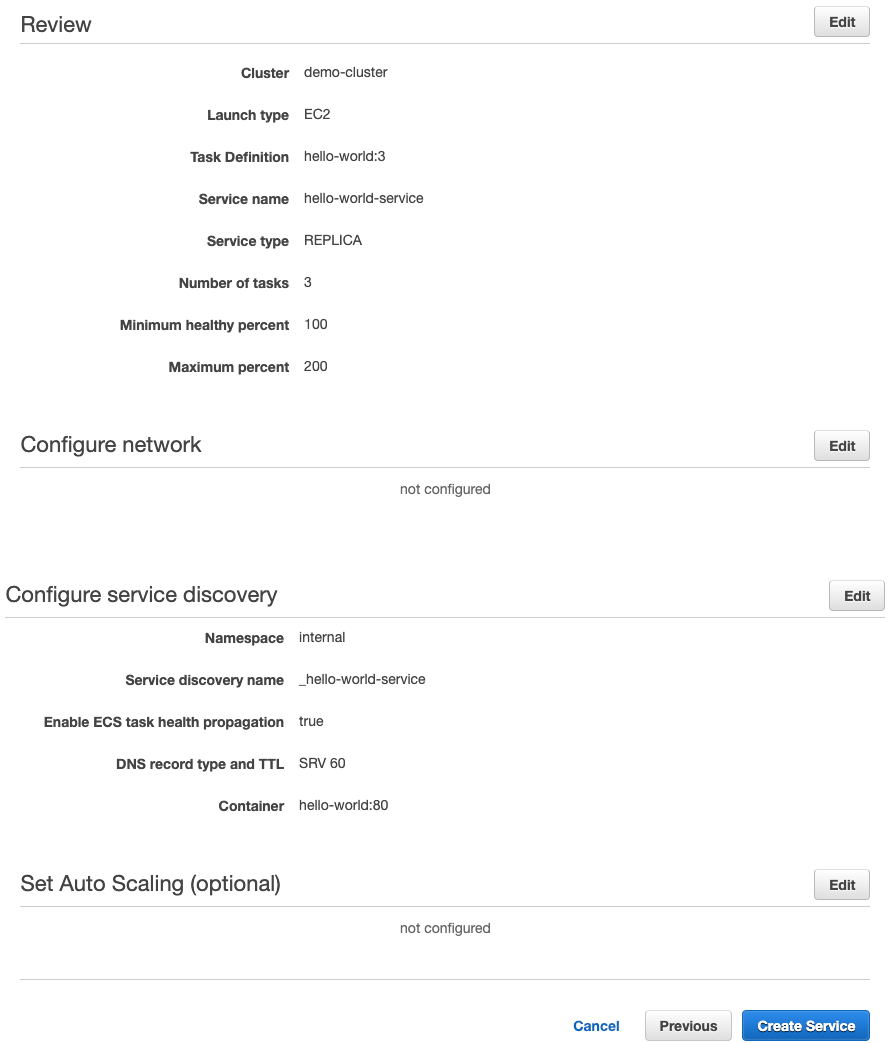 Review Edit
Cluster demo-cluster
Launch type EC2
Task Definition hello-world:3
Service name hello-world-service
Service type REPLICA
Number of tasks 3
Minimum healthy percent 100
Maximum percent 200
Configure network Edit
not configured
Configure service discovery Edit
Namespace internal
Service discovery name _hello-world-service
Enable ECS task health propagation true
DNS record type and TTL SRV 60
Container hello-world:80
Set Auto Scaling (optional) Edit
not configured
Cancel Previous Create Service